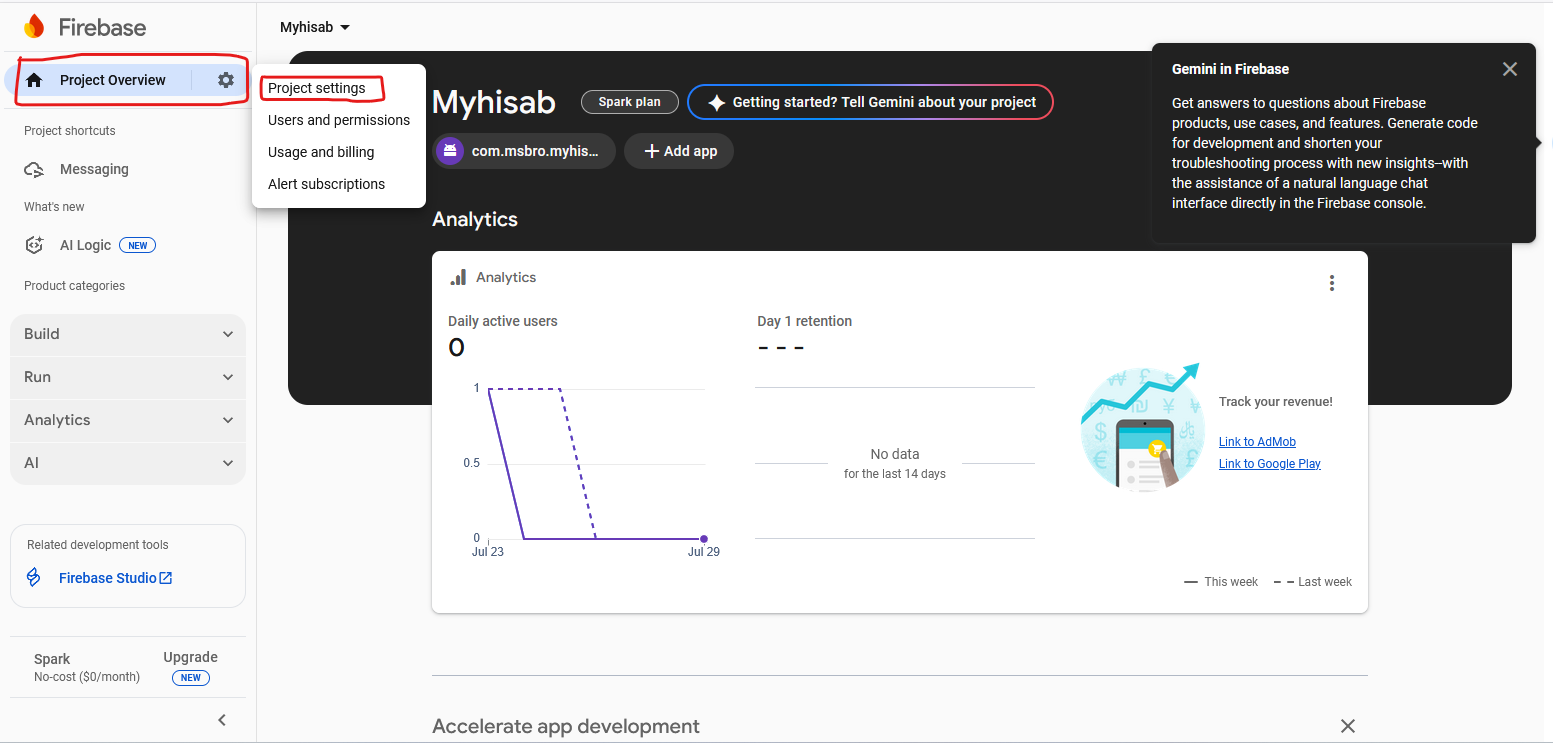 Firebase
Project Overview
Project shortcuts
Messaging
What's new
AI Logic NEW
Product categories
Build
Run
Analytics
AI
Related development tools
Firebase Studio
Spark
No-cost ($0/month)
Upgrade
NEW
Myhisab
Project settings
Users and permissions
Usage and billing
Alert subscriptions
Myhisab
Spark plan
Getting started? Tell Gemini about your project
com.msbro.myhis...
Add app
Gemini in Firebase
Get answers to questions about Firebase
products, use cases, and features. Generate code
for development and shorten your
troubleshooting process with new insights--with
the assistance of a natural language chat
interface directly in the Firebase console.
Analytics
Analytics
Daily active users
0
1
0.5
0
Jul 23
Jul 29
Day 1 retention
- - -
No data
for the last 14 days
Track your revenue!
Link to AdMob
Link to Google Play
This week
Last week
Accelerate app development